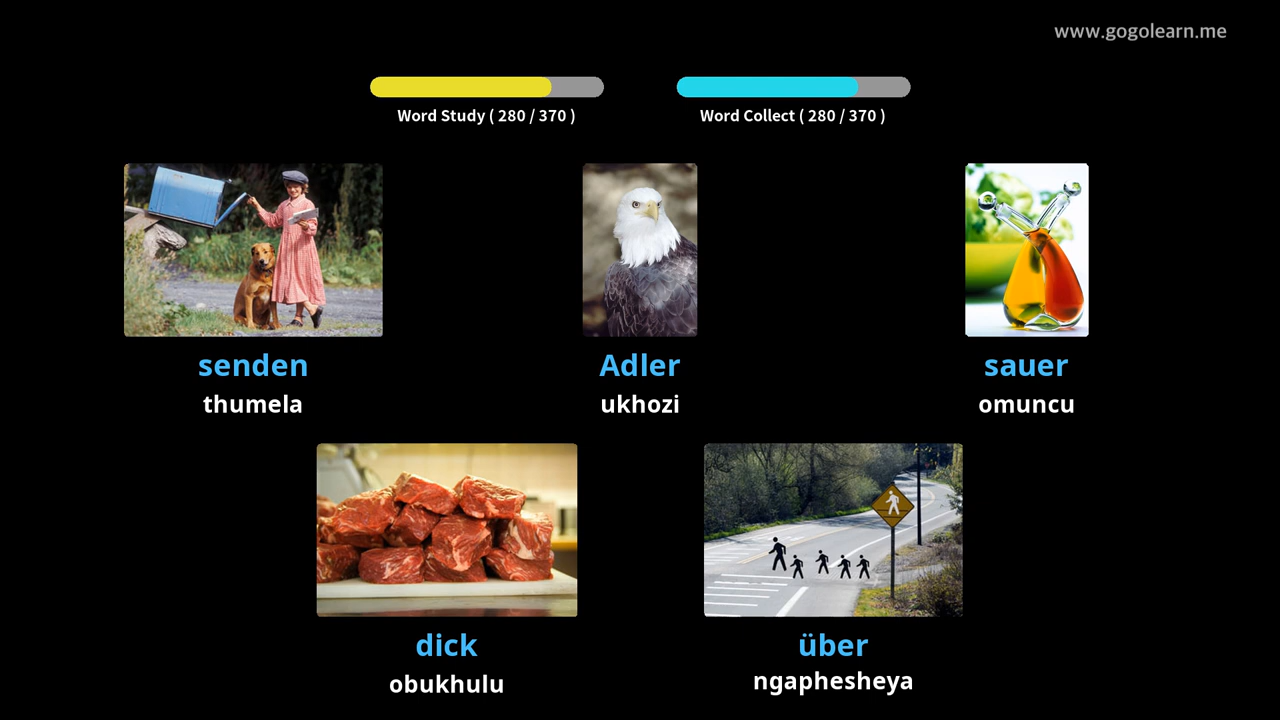 www.gogolearn.me
Word Study ( 280 / 370 )
Word Collect ( 280 / 370 )
senden
thumela
Adler
ukhozi
sauer
omuncu
dick
obukhulu
über
ngaphesheya